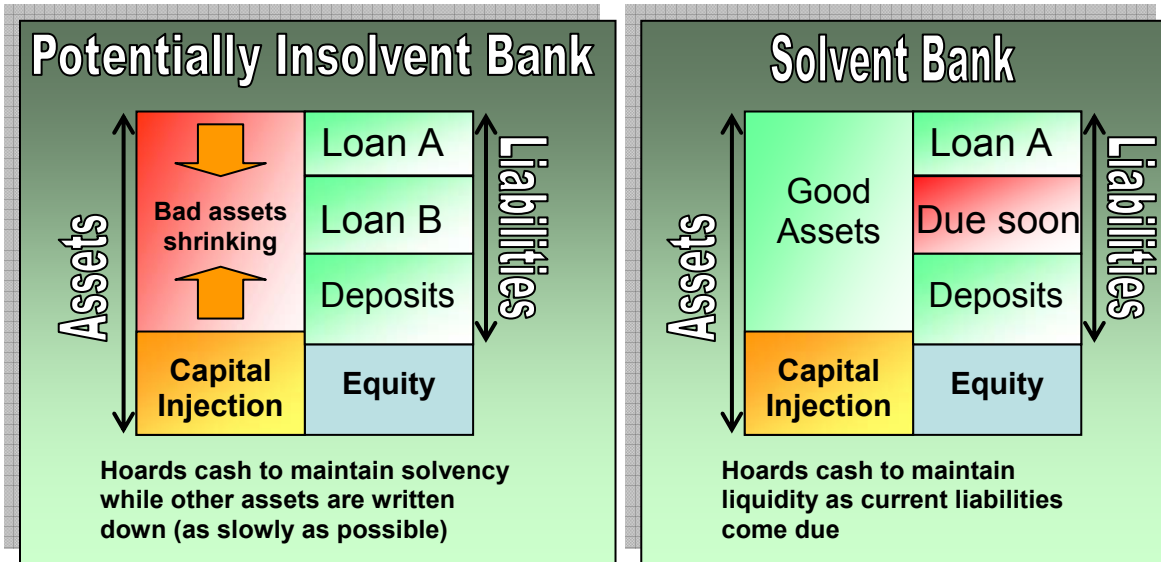 Potentially Insolvent Bank
Assets
Bad assets
shrinking
Capital
Injection
Loan A
Loan B
Deposits
Equity
Liabilities
Hoards cash to maintain solvency
while other assets are written
down (as slowly as possible)
Solvent Bank
Assets
Good
Assets
Capital
Injection
Loan A
Due soon
Deposits
Equity
Liabilities
Hoards cash to maintain
liquidity as current liabilities
come due